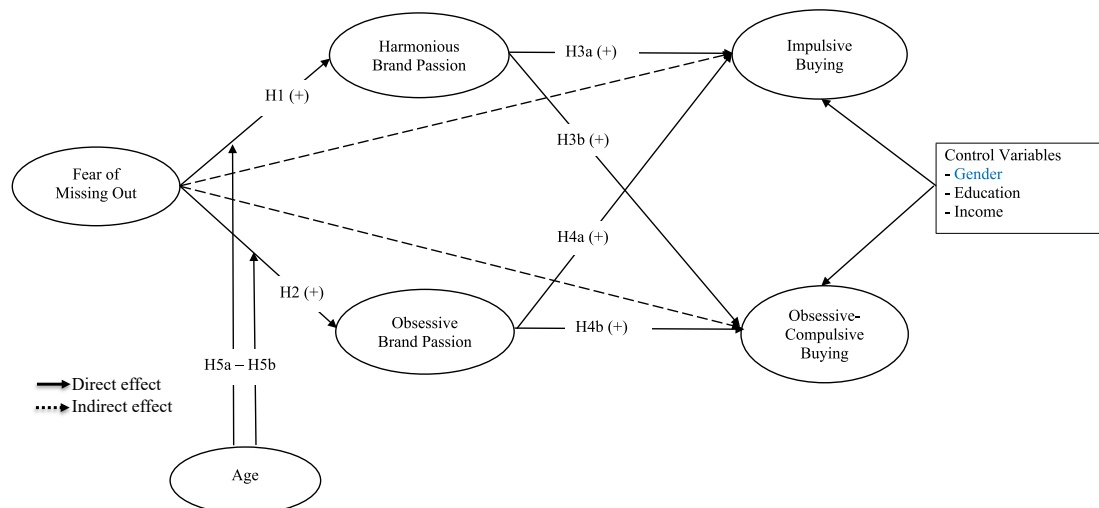 Harmonious
Brand Passion
H3a (+)
Impulsive
Buying
H1 (+)
H3b (+)
Fear of
Missing Out
Control Variables
- Gender
- Education
- Income
H4a (+)
H2 (+)
Obsessive
Brand Passion
H4b (+)
Obsessive-
Compulsive
Buying
H5a – H5b
Direct effect
Indirect effect
Age